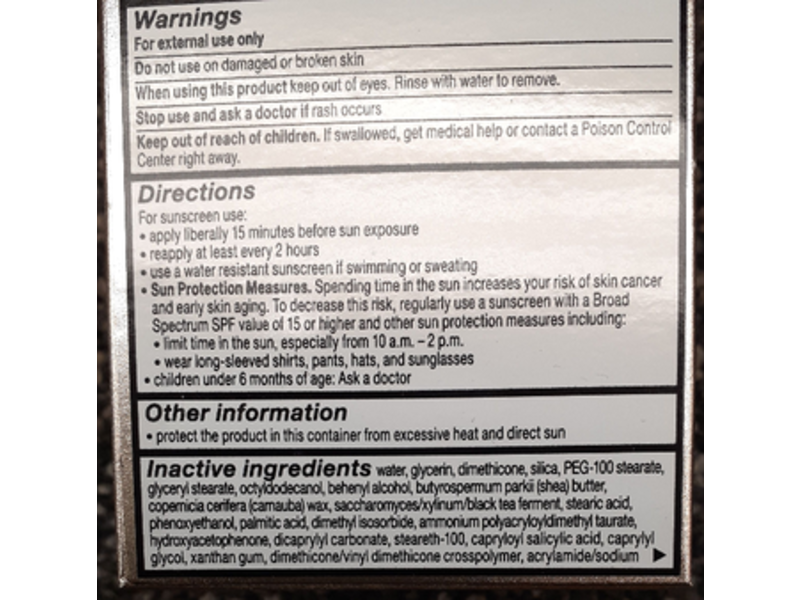 Warnings
For external use only
Do not use on damaged or broken skin
When using this product keep out of eyes. Rinse with water to remove.
Stop use and ask a doctor if rash occurs
Keep out of reach of children. If swallowed, get medical help or contact a Poison Control
Center right away.
Directions
For sunscreen use:
• apply liberally 15 minutes before sun exposure
• reapply at least every 2 hours
• use a water resistant sunscreen if swimming or sweating
• Sun Protection Measures. Spending time in the sun increases your risk of skin cancer
and early skin aging. To decrease this risk, regularly use a sunscreen with a Broad
Spectrum SPF value of 15 or higher and other sun protection measures including:
• limit time in the sun, especially from 10 a.m. – 2 p.m.
• wear long-sleeved shirts, pants, hats, and sunglasses
• children under 6 months of age: Ask a doctor
Other information
• protect the product in this container from excessive heat and direct sun
Inactive ingredients water, glycerin, dimethicone, silica, PEG-100 stearate,
glyceryl stearate, octyldodecanol, behenyl alcohol, butyrospermum parkii (shea) butter,
copernicia cerifera (carnauba) wax, saccharomyces/xylinum/black tea ferment, stearic acid,
phenoxyethanol, palmitic acid, dimethyl isosorbide, ammonium polyacryloyldimethyl taurate,
hydroxyacetophenone, dicaprylyl carbonate, steareth-100, capryloyl salicylic acid, caprylyl
glycol, xanthan gum, dimethicone/vinyl dimethicone crosspolymer, acrylamide/sodium